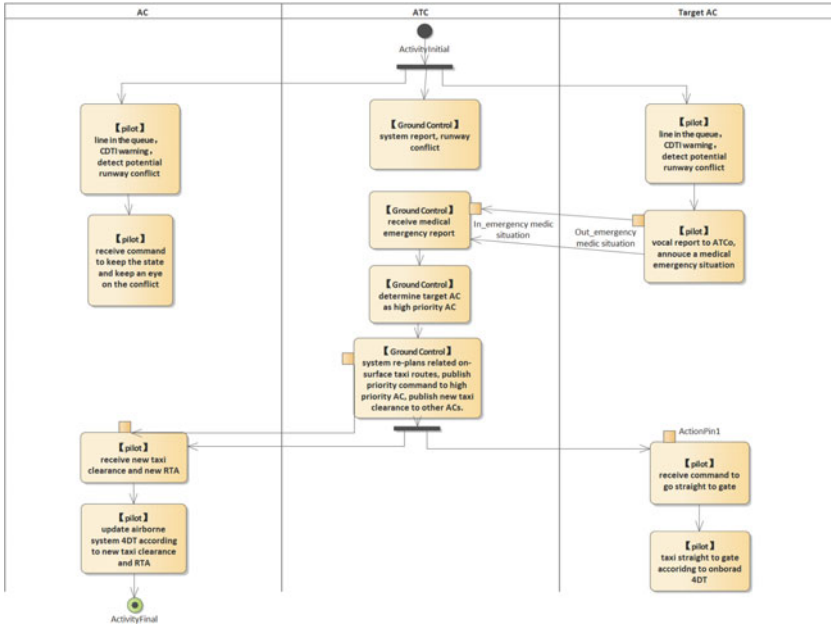 AC
ATC
Target AC
ActivityInitial
【pilot】
line in the queue,
CDTI warning,
detect potential
runway conflict
【Ground Control】
system report, runway
conflict
【pilot】
line in the queue,
CDTI warning,
detect potential
runway conflict
【pilot】
receive command
to keep the state
and keep an eye
on the conflict
【Ground Control】
receive medical
emergency report
In_emergency medic
situation
Out_emergency
medic situation
【pilot】
vocal report to ATCo,
annouce a medical
emergency situation
【Ground Control】
determine target AC
as high priority AC
【Ground Control】
system re-plans related on-
surface taxi routes, publish
priority command to high
priority AC, publish new taxi
clearance to other ACs.
【pilot】
receive new taxi
clearance and new RTA
ActionPin1
【pilot】
receive command to
go straight to gate
【pilot】
update airborne
system 4DT according
to new taxi clearance
and RTA
【pilot】
taxi straight to gate
accoridng to onborad
4DT
ActivityFinal